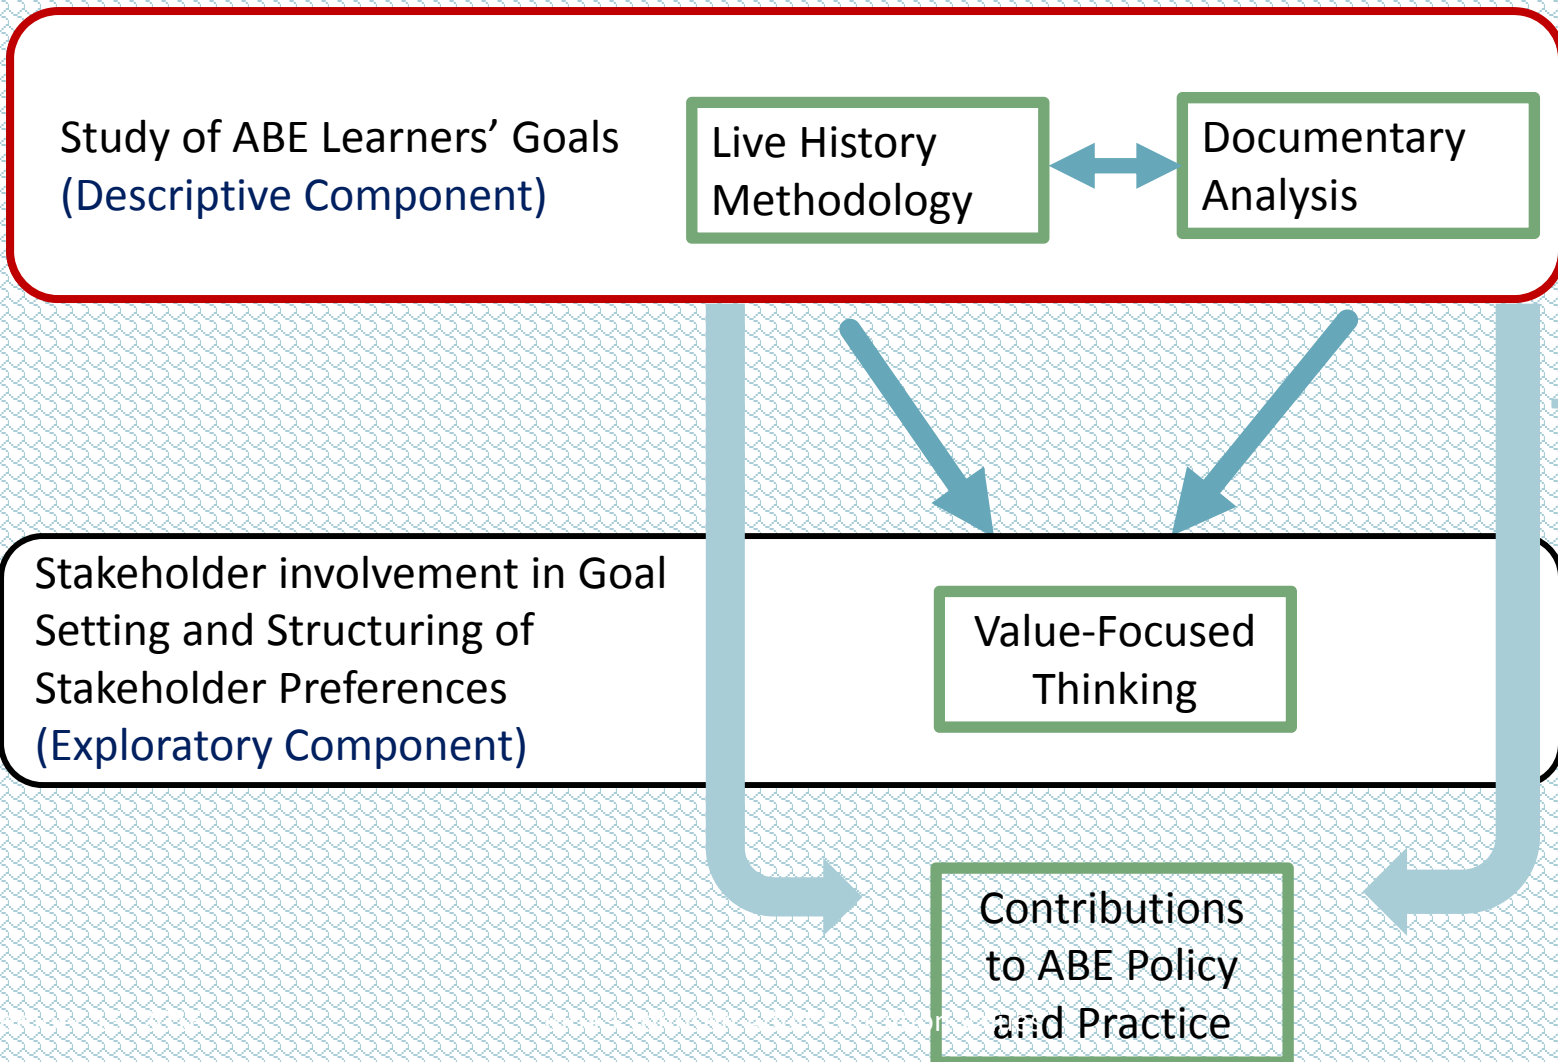 Study of ABE Learners’ Goals
(Descriptive Component)
Live History
Methodology
Documentary
Analysis
Stakeholder involvement in Goal
Setting and Structuring of
Stakeholder Preferences
(Exploratory Component)
Value-Focused
Thinking
Contributions
to ABE Policy
and Practice